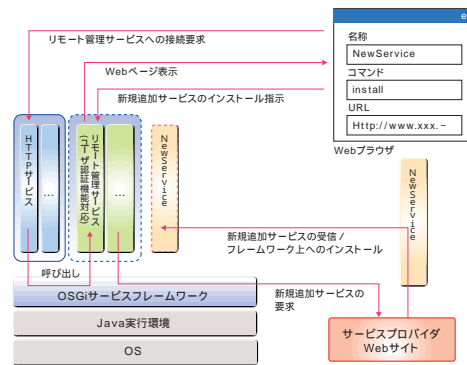 e
リモート管理サービスへの接続要求
名称
NewService
Webページ表示
コマンド
install
新規追加サービスのインストール指示
URL
Http://www.xxx.~
Webブラウザ
HTTPサービス
…
リモート管理サービス
(ユーザ認証機能対応)
…
NewService
NewService
新規追加サービスの受信/
フレームワーク上へのインストール
呼び出し
OSGiサービスフレームワーク
新規追加サービスの
要求
Java実行環境
サービスプロバイダ
Webサイト
OS